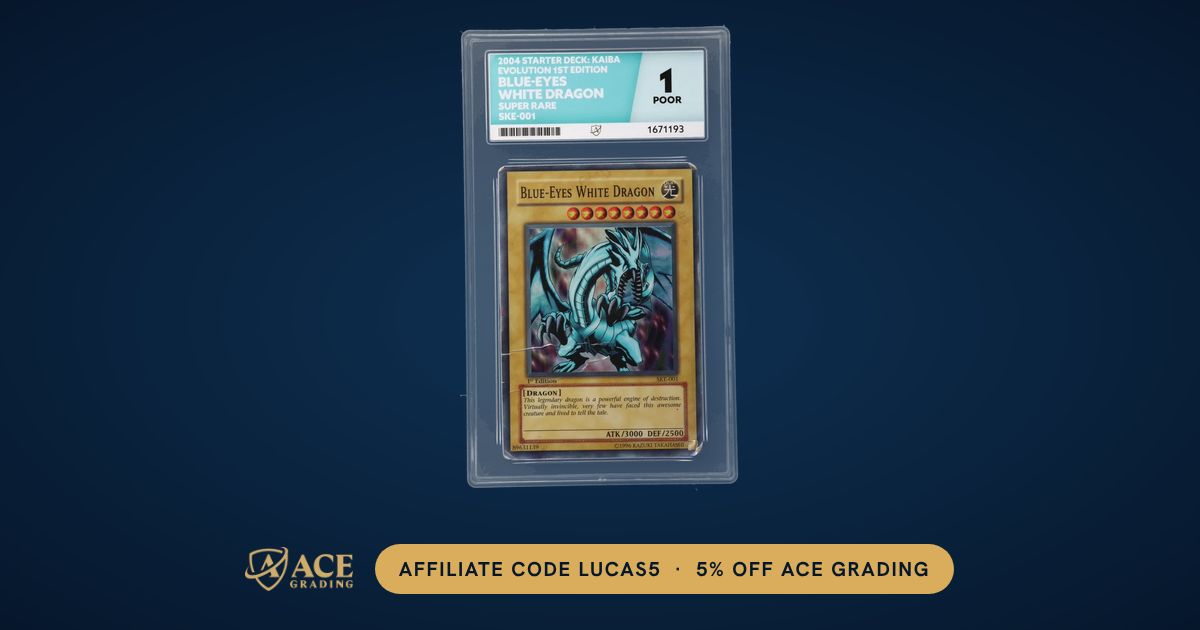 2004 STARTER DECK: KAIBA
EVOLUTION 1ST EDITION
BLUE-EYES
WHITE DRAGON
SUPER RARE
SKE-001
1
POOR
1671193
BLUE-EYES WHITE DRAGON
光
1st Edition
SKE-001
[DRAGON]
This legendary dragon is a powerful engine of destruction.
Virtually invincible, very few have faced this awesome
creature and lived to tell the tale.
ATK/3000 DEF/2500
89631139
©1996 KAZUKI TAKAHASHI
ACE
GRADING
AFFILIATE CODE LUCAS5 · 5% OFF ACE GRADING